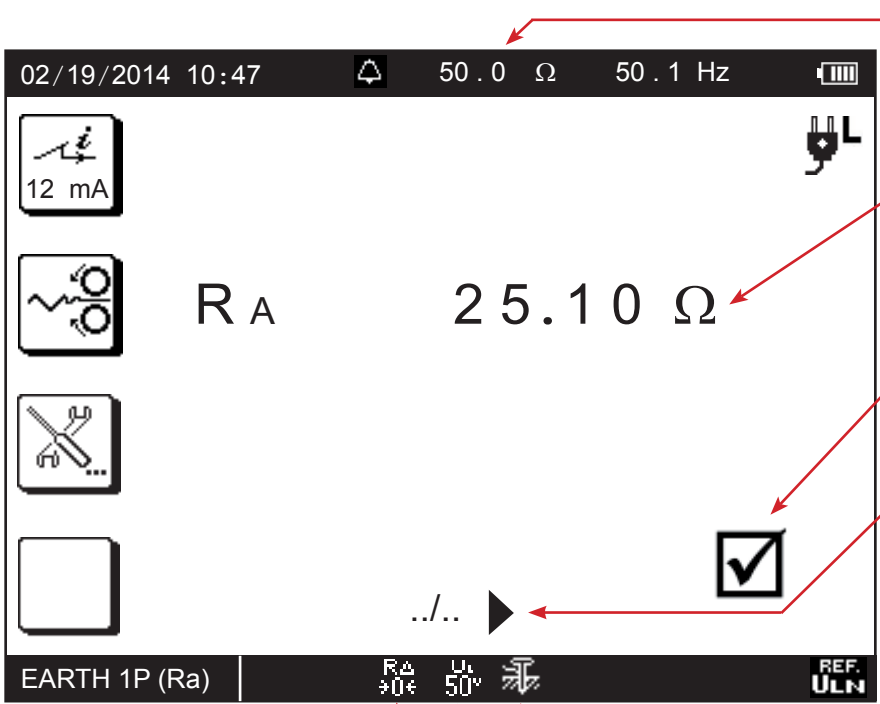 02/19/2014 10:47 50.0 Ω 50.1 Hz
L
i
12 mA
RA 25.10 Ω
...
../..
EARTH 1P (Ra) RΔ UL REF.
→0← 50V ULN